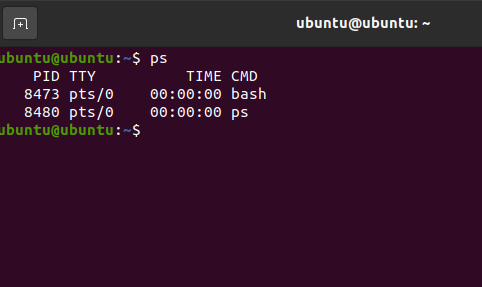 ubuntu@ubuntu: ~
ubuntu@ubuntu:~$ ps
    PID TTY          TIME CMD
   8473 pts/0    00:00:00 bash
   8480 pts/0    00:00:00 ps
ubuntu@ubuntu:~$